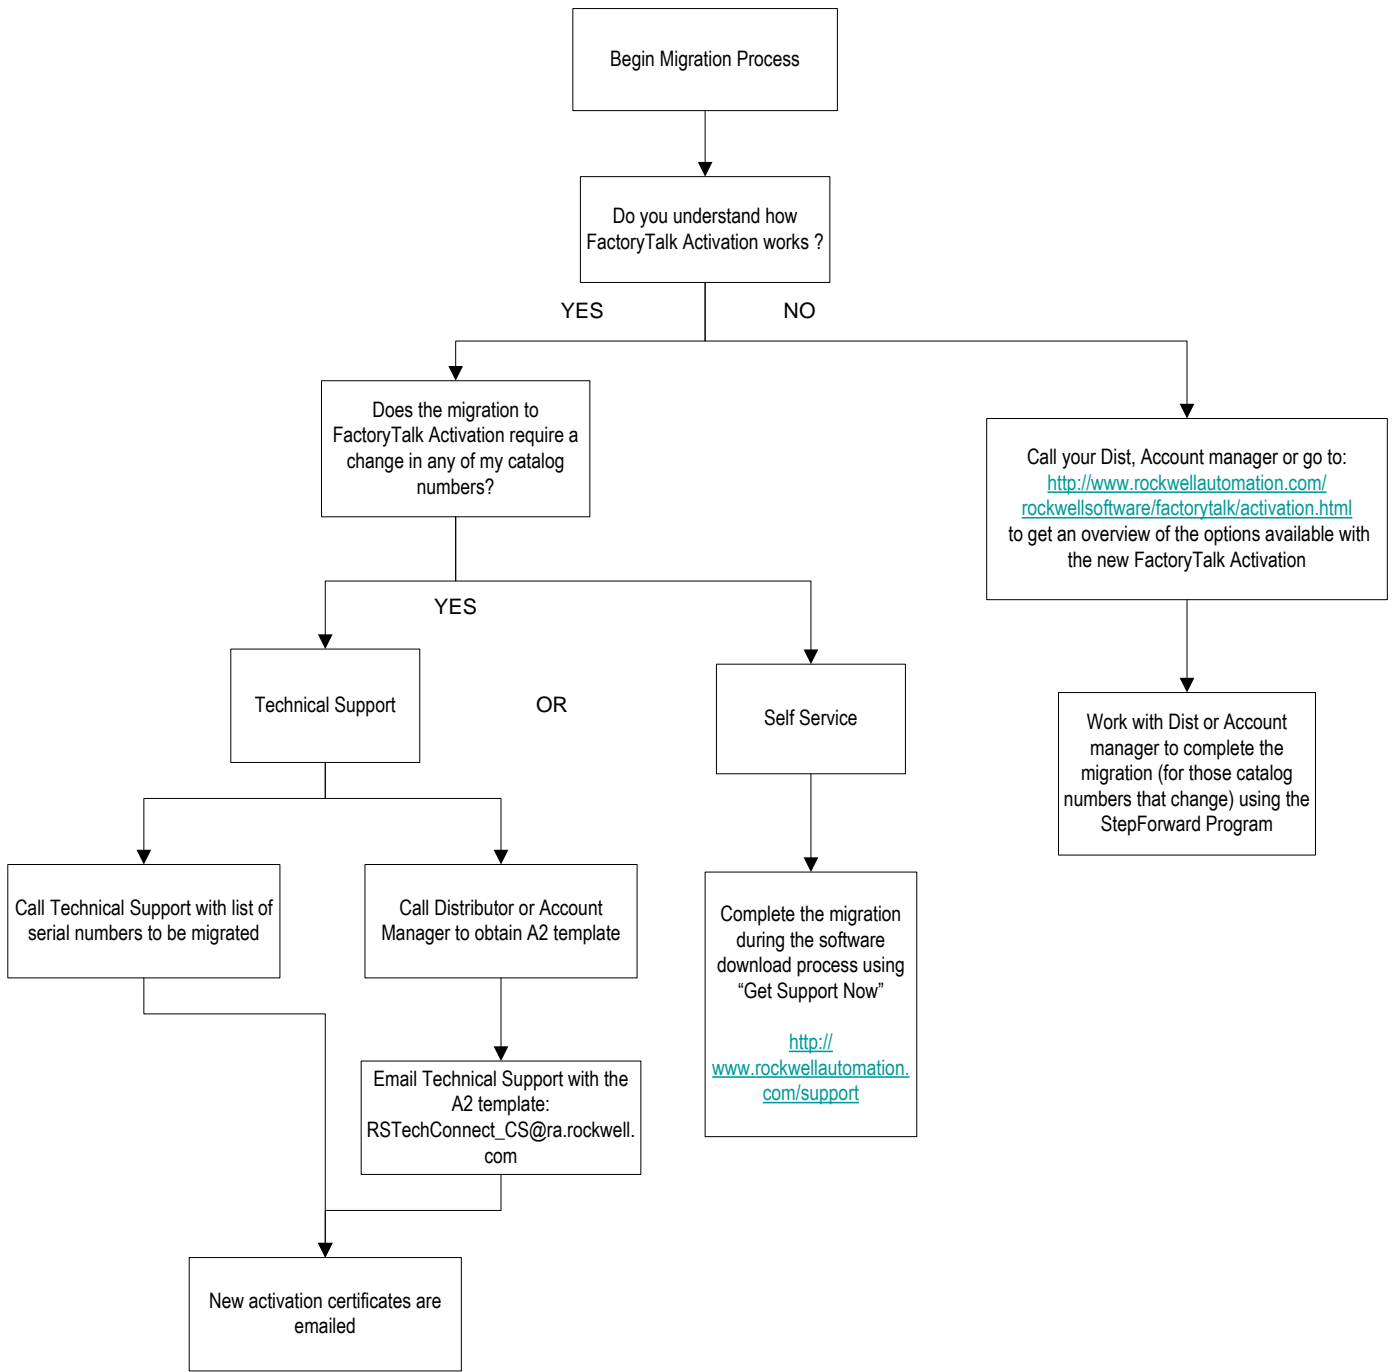 Begin Migration Process
Do you understand how
FactoryTalk Activation works ?
YES
NO
Does the migration to
FactoryTalk Activation require a
change in any of my catalog
numbers?
Call your Dist, Account manager or go to:
http://www.rockwellautomation.com/
rockwellsoftware/factorytalk/activation.html
to get an overview of the options available with
the new FactoryTalk Activation
YES
Technical Support
OR
Self Service
Work with Dist or Account
manager to complete the
migration (for those catalog
numbers that change) using the
StepForward Program
Call Technical Support with list of
serial numbers to be migrated
Call Distributor or Account
Manager to obtain A2 template
Complete the migration
during the software
download process using
“Get Support Now”
http://
www.rockwellautomation.
com/support
Email Technical Support with the
A2 template:
RSTechConnect_CS@ra.rockwell.
com
New activation certificates are
emailed